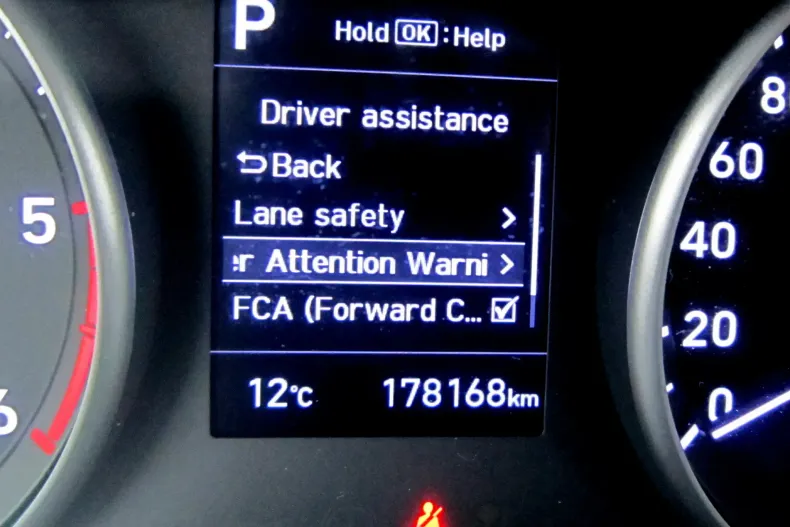 P
Hold OK : Help
Driver assistance
Back
Lane safety
r Attention Warni
FCA (Forward C...
12°C 178168km
5
6
80
60
40
20
0